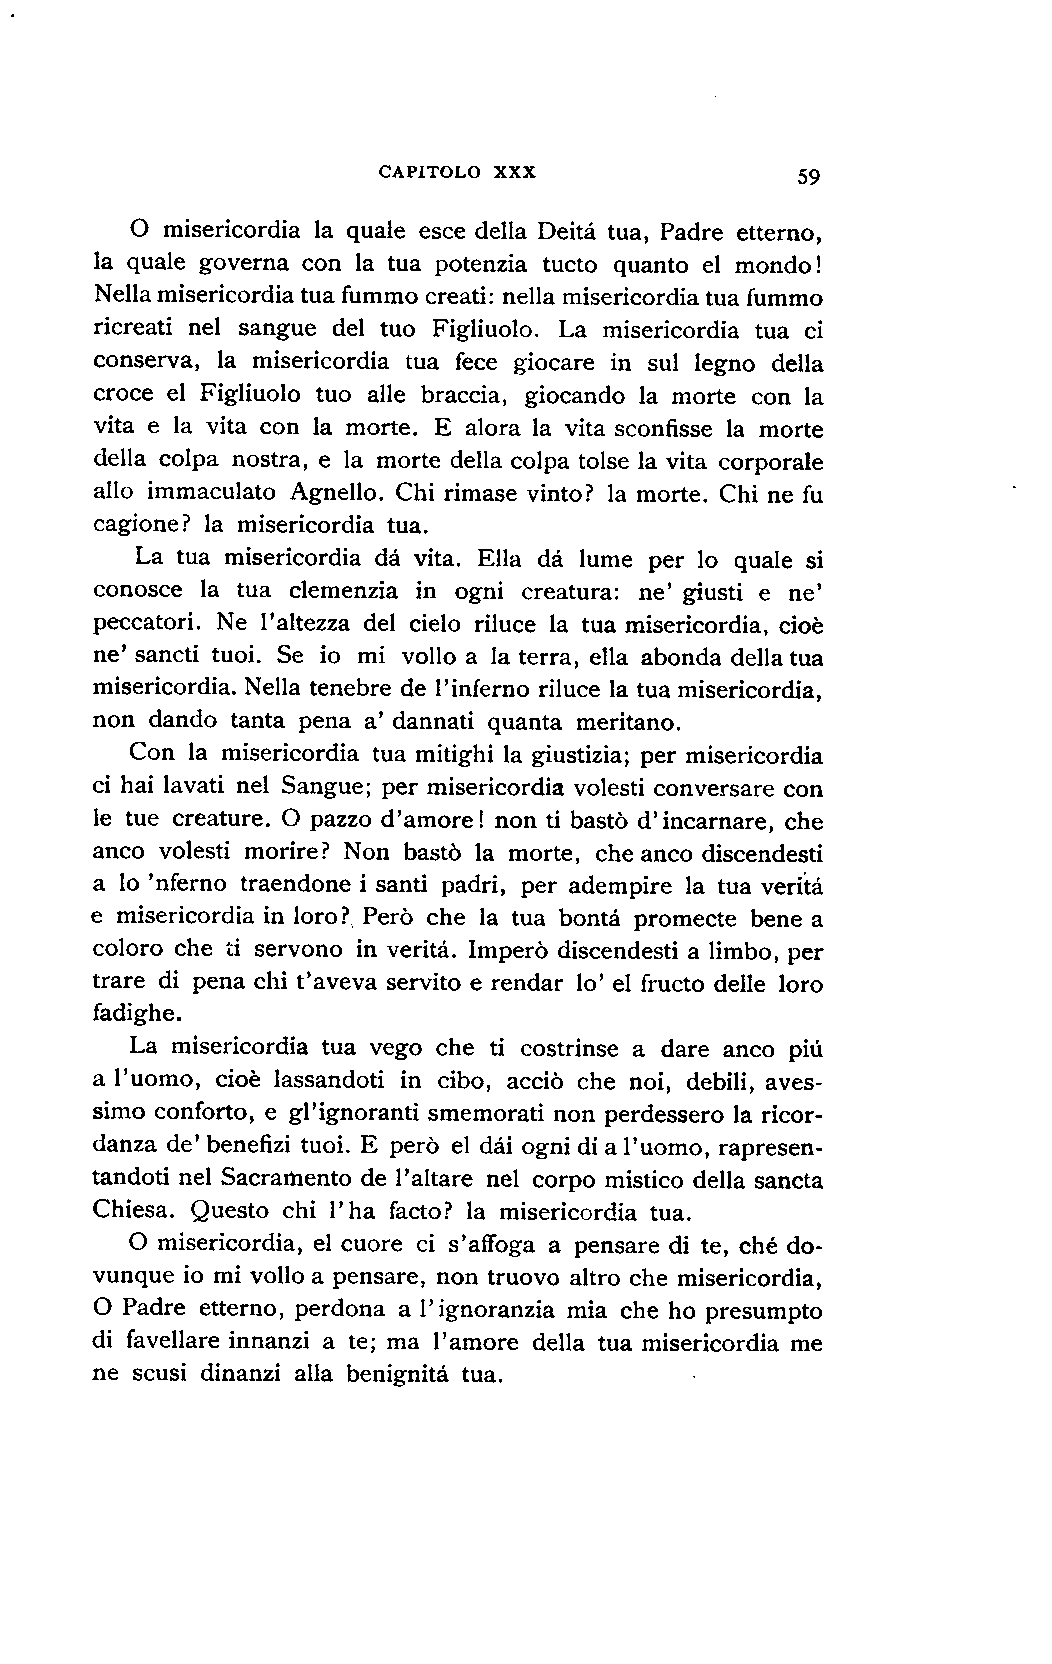 CAPITOLO XXX 59
O misericordia la quale esce della Deitá tua, Padre etterno,
la quale governa con la tua potenzia tucto quanto el mondo!
Nella misericordia tua fummo creati: nella misericordia tua fummo
ricreati nel sangue del tuo Figliuolo. La misericordia tua ci
conserva, la misericordia tua fece giocare in sul legno della
croce el Figliuolo tuo alle braccia, giocando la morte con la
vita e la vita con la morte. E alora la vita sconfisse la morte
della colpa nostra, e la morte della colpa tolse la vita corporale
allo immaculato Agnello. Chi rimase vinto? la morte. Chi ne fu
cagione? la misericordia tua.
La tua misericordia dá vita. Ella dá lume per lo quale si
conosce la tua clemenzia in ogni creatura: ne' giusti e ne'
peccatori. Ne l'altezza del cielo riluce la tua misericordia, cioè
ne' sancti tuoi. Se io mi vollo a la terra, ella abonda della tua
misericordia. Nella tenebre de l'inferno riluce la tua misericordia,
non dando tanta pena a' dannati quanta meritano.
Con la misericordia tua mitighi la giustizia; per misericordia
ci hai lavati nel Sangue; per misericordia volesti conversare con
le tue creature. O pazzo d'amore! non ti bastò d'incarnare, che
anco volesti morire? Non bastò la morte, che anco discendesti
a lo 'nferno traendone i santi padri, per adempire la tua veritá
e misericordia in loro? Però che la tua bontá promecte bene a
coloro che ti servono in veritá. Imperò discendesti a limbo, per
trare di pena chi t'aveva servito e rendar lo' el fructo delle loro
fadighe.
La misericordia tua vego che ti costrinse a dare anco piú
a l'uomo, cioè lassandoti in cibo, acciò che noi, debili, aves-
simo conforto, e gl'ignoranti smemorati non perdessero la ricor-
danza de' benefizi tuoi. E però el dái ogni dí a l'uomo, rapresen-
tandoti nel Sacramento de l'altare nel corpo mistico della sancta
Chiesa. Questo chi l'ha facto? la misericordia tua.
O misericordia, el cuore ci s'affoga a pensare di te, ché do-
vunque io mi vollo a pensare, non truovo altro che misericordia,
O Padre etterno, perdona a l'ignoranzia mia che ho presumpto
di favellare innanzi a te; ma l'amore della tua misericordia me
ne scusi dinanzi alla benignitá tua.